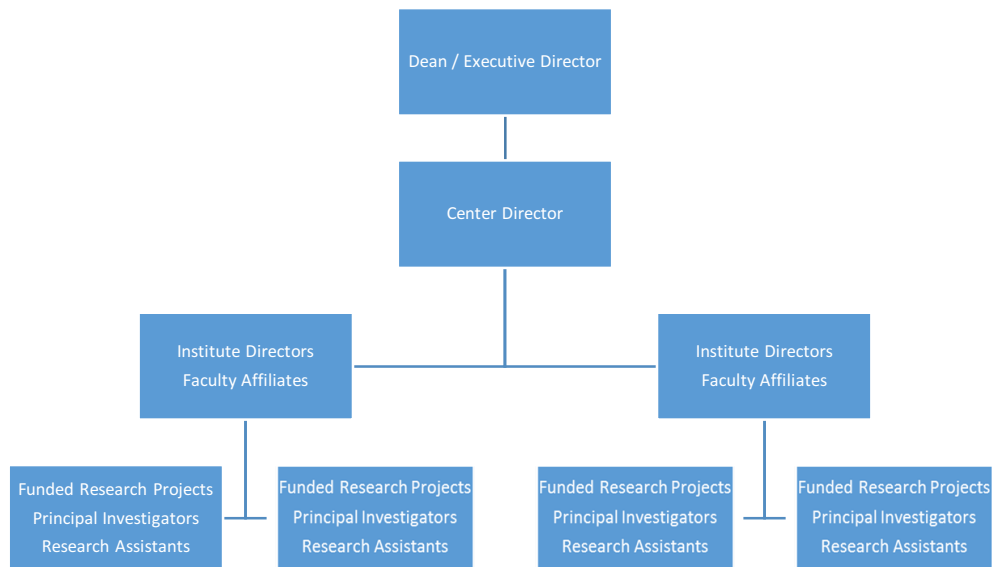 Dean / Executive Director
Center Director
Institute Directors
Faculty Affiliates
Institute Directors
Faculty Affiliates
Funded Research Projects
Principal Investigators
Research Assistants
Funded Research Projects
Principal Investigators
Research Assistants
Funded Research Projects
Principal Investigators
Research Assistants
Funded Research Projects
Principal Investigators
Research Assistants